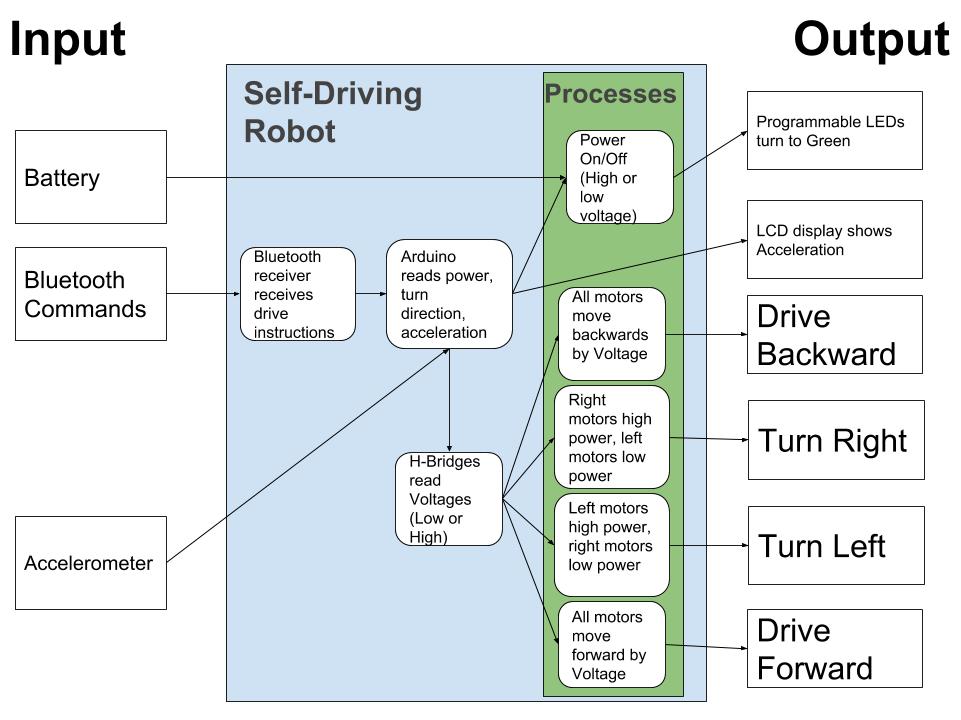 Input
Output
Self-Driving
Robot
Processes
Battery
Bluetooth
Commands
Accelerometer
Bluetooth
receiver
receives
drive
instructions
Arduino
reads power,
turn
direction,
acceleration
H-Bridges
read
Voltages
(Low or
High)
Power
On/Off
(High or
low
voltage)
All motors
move
backwards
by Voltage
Right
motors high
power, left
motors low
power
Left motors
high power,
right motors
low power
All motors
move
forward by
Voltage
Programmable LEDs
turn to Green
LCD display shows
Acceleration
Drive
Backward
Turn Right
Turn Left
Drive
Forward